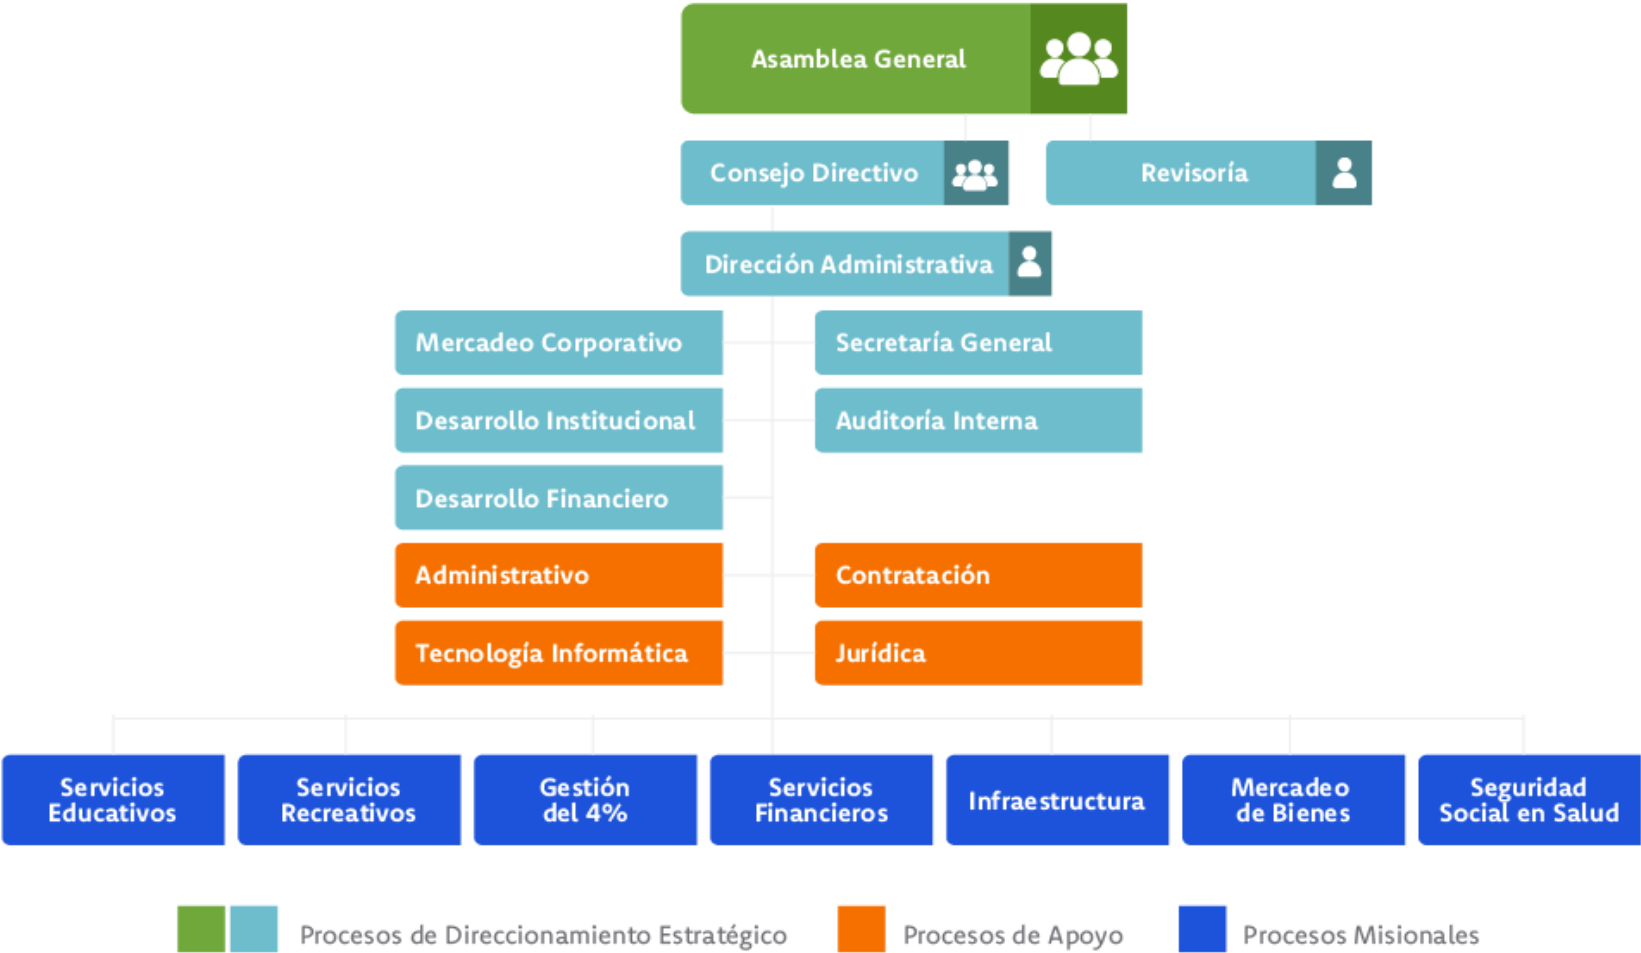 Asamblea General
Consejo Directivo
Revisoría
Dirección Administrativa
Mercadeo Corporativo
Secretaría General
Desarrollo Institucional
Auditoría Interna
Desarrollo Financiero
Administrativo
Contratación
Tecnología Informática
Jurídica
Servicios
Educativos
Servicios
Recreativos
Gestión
del 4%
Servicios
Financieros
Infraestructura
Mercadeo
de Bienes
Seguridad
Social en Salud
Procesos de Direccionamiento Estratégico
Procesos de Apoyo
Procesos Misionales